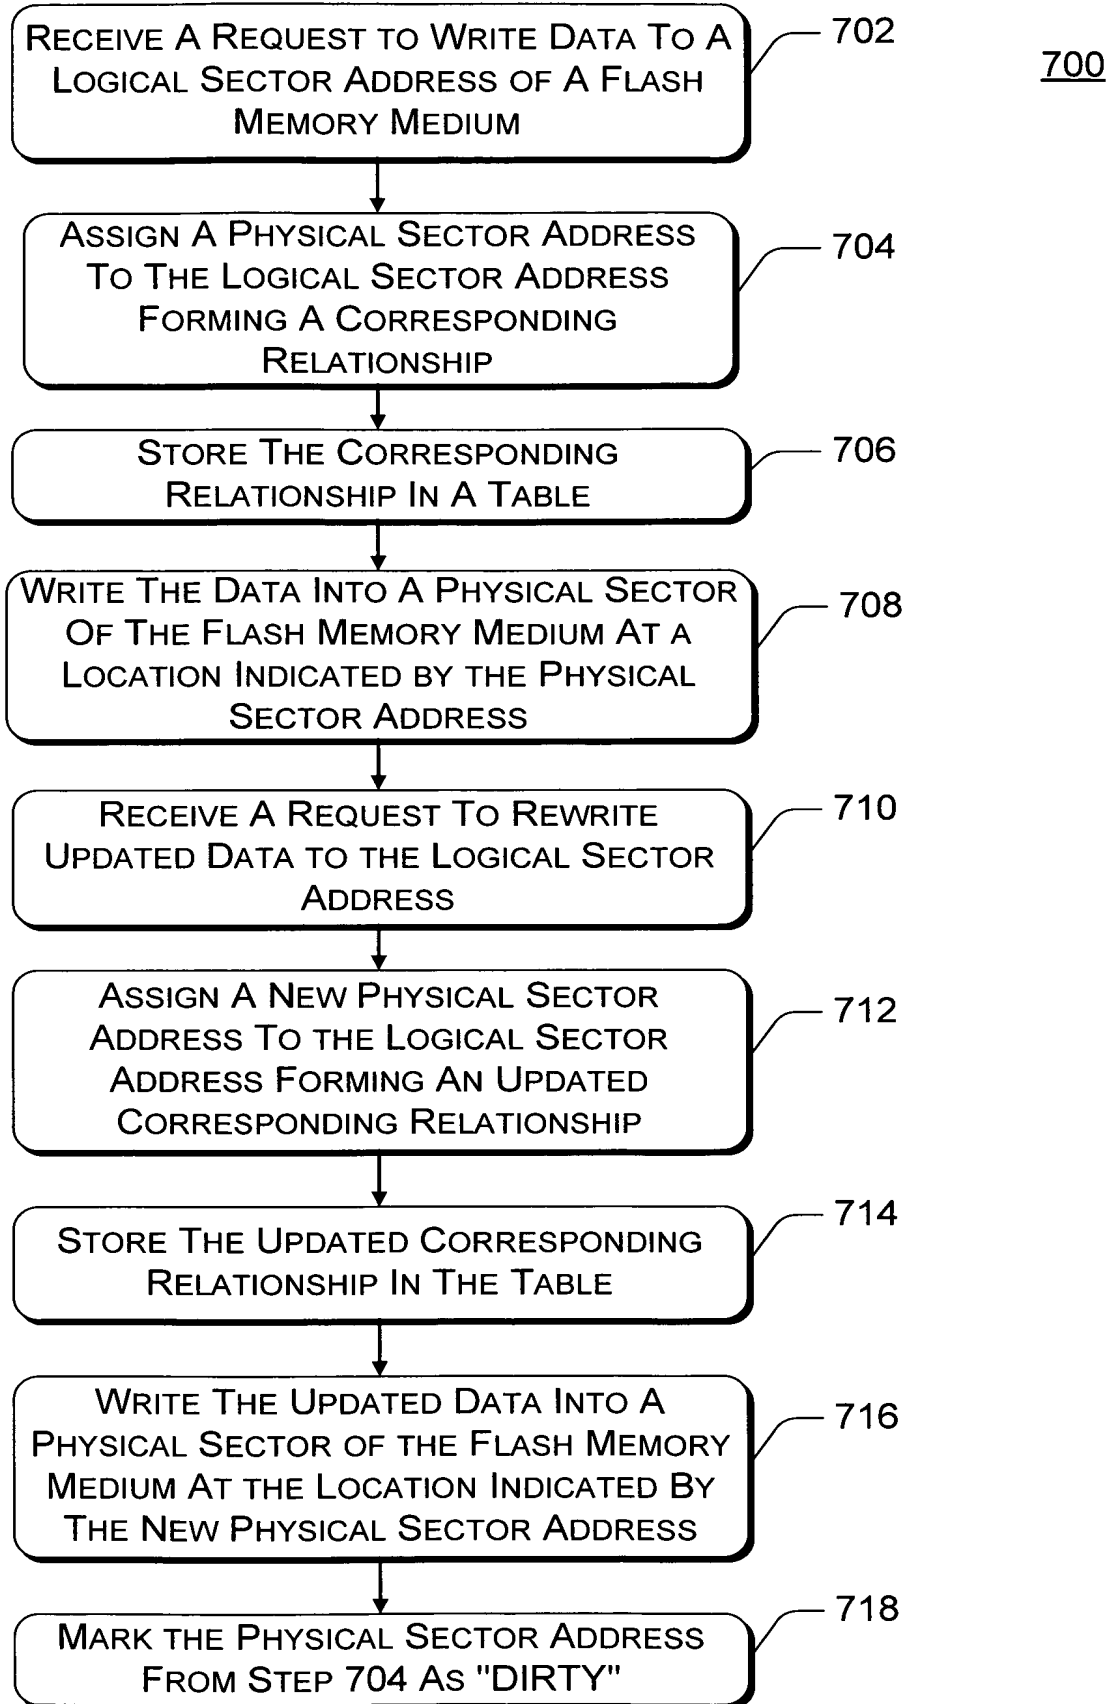 RECEIVE A REQUEST TO WRITE DATA TO A
LOGICAL SECTOR ADDRESS OF A FLASH
MEMORY MEDIUM
702
700
ASSIGN A PHYSICAL SECTOR ADDRESS
TO THE LOGICAL SECTOR ADDRESS
FORMING A CORRESPONDING
RELATIONSHIP
704
STORE THE CORRESPONDING
RELATIONSHIP IN A TABLE
706
WRITE THE DATA INTO A PHYSICAL SECTOR
OF THE FLASH MEMORY MEDIUM AT A
LOCATION INDICATED BY THE PHYSICAL
SECTOR ADDRESS
708
RECEIVE A REQUEST TO REWRITE
UPDATED DATA TO THE LOGICAL SECTOR
ADDRESS
710
ASSIGN A NEW PHYSICAL SECTOR
ADDRESS TO THE LOGICAL SECTOR
ADDRESS FORMING AN UPDATED
CORRESPONDING RELATIONSHIP
712
STORE THE UPDATED CORRESPONDING
RELATIONSHIP IN THE TABLE
714
WRITE THE UPDATED DATA INTO A
PHYSICAL SECTOR OF THE FLASH MEMORY
MEDIUM AT THE LOCATION INDICATED BY
THE NEW PHYSICAL SECTOR ADDRESS
716
MARK THE PHYSICAL SECTOR ADDRESS
FROM STEP 704 AS "DIRTY"
718